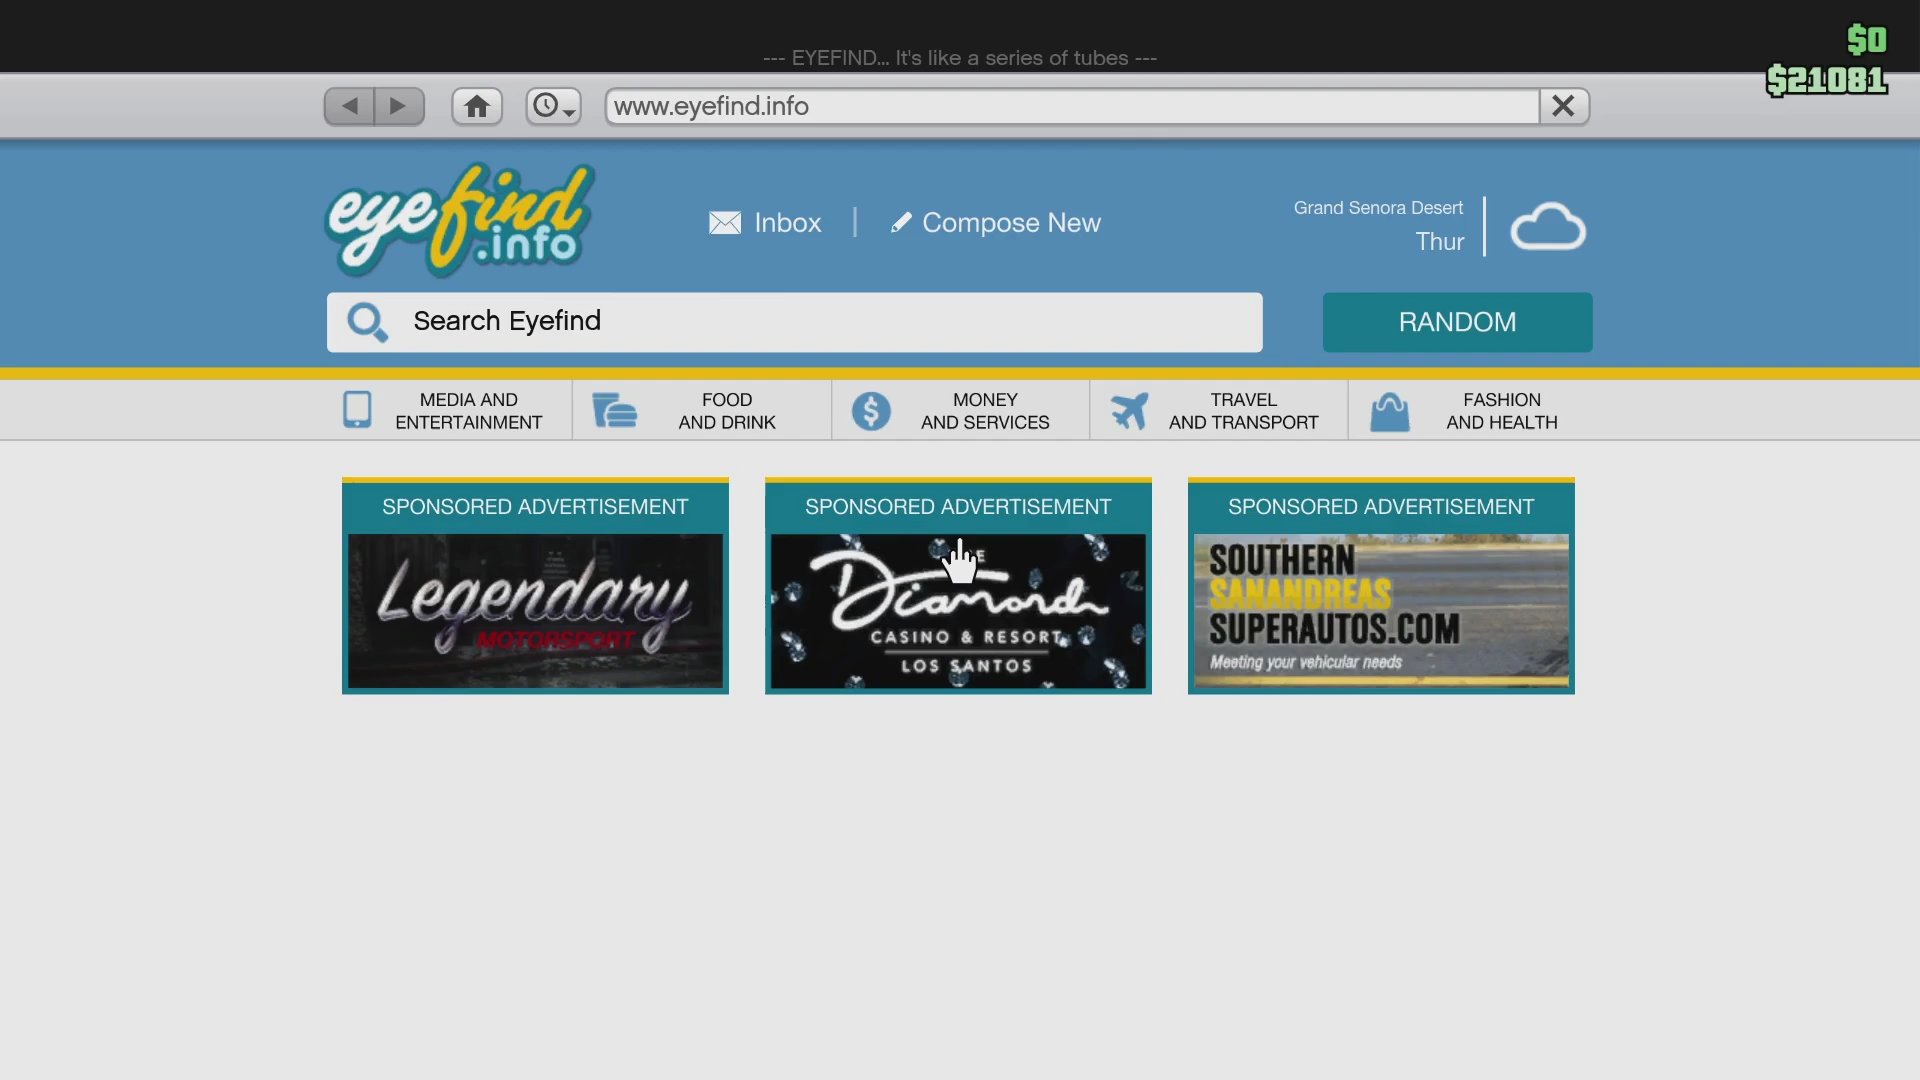 $0
--- EYEFIND... It's like a series of tubes ---
$21081
www.eyefind.info
eyefind
.info
Inbox
Compose New
Grand Senora Desert
Thur
Search Eyefind
RANDOM
MEDIA AND
ENTERTAINMENT
FOOD
AND DRINK
MONEY
AND SERVICES
TRAVEL
AND TRANSPORT
FASHION
AND HEALTH
SPONSORED ADVERTISEMENT
Legendary
MOTORSPORT
SPONSORED ADVERTISEMENT
Diamond
CASINO & RESORT
LOS SANTOS
SPONSORED ADVERTISEMENT
SOUTHERN
SANANDREAS
SUPERAUTOS.COM
Meeting your vehicular needs